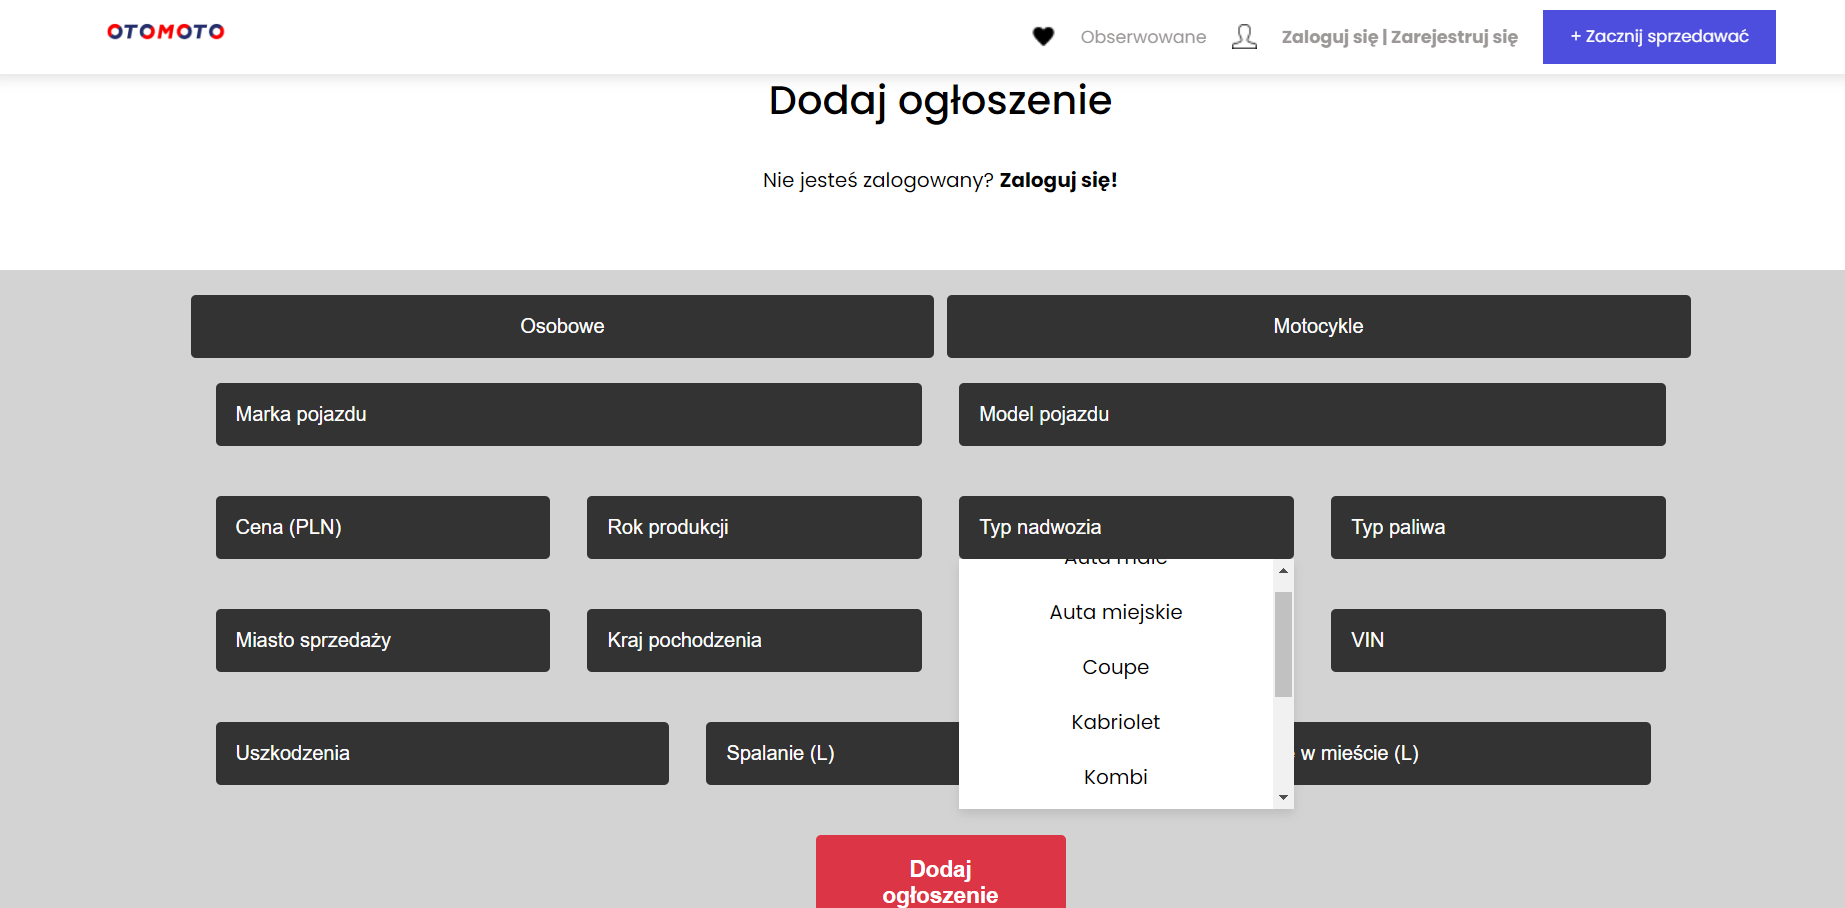 OTOMOTO
Obserwowane
Zaloguj się | Zarejestruj się
+ Zacznij sprzedawać
Dodaj ogłoszenie
Nie jesteś zalogowany? Zaloguj się!
Osobowe
Motocykle
Marka pojazdu
Model pojazdu
Cena (PLN)
Rok produkcji
Typ nadwozia
Typ paliwa
Auta małe
Auta miejskie
Coupe
Kabriolet
Kombi
Miasto sprzedaży
Kraj pochodzenia
VIN
Uszkodzenia
Spalanie (L)
w mieście (L)
Dodaj
ogłoszenie